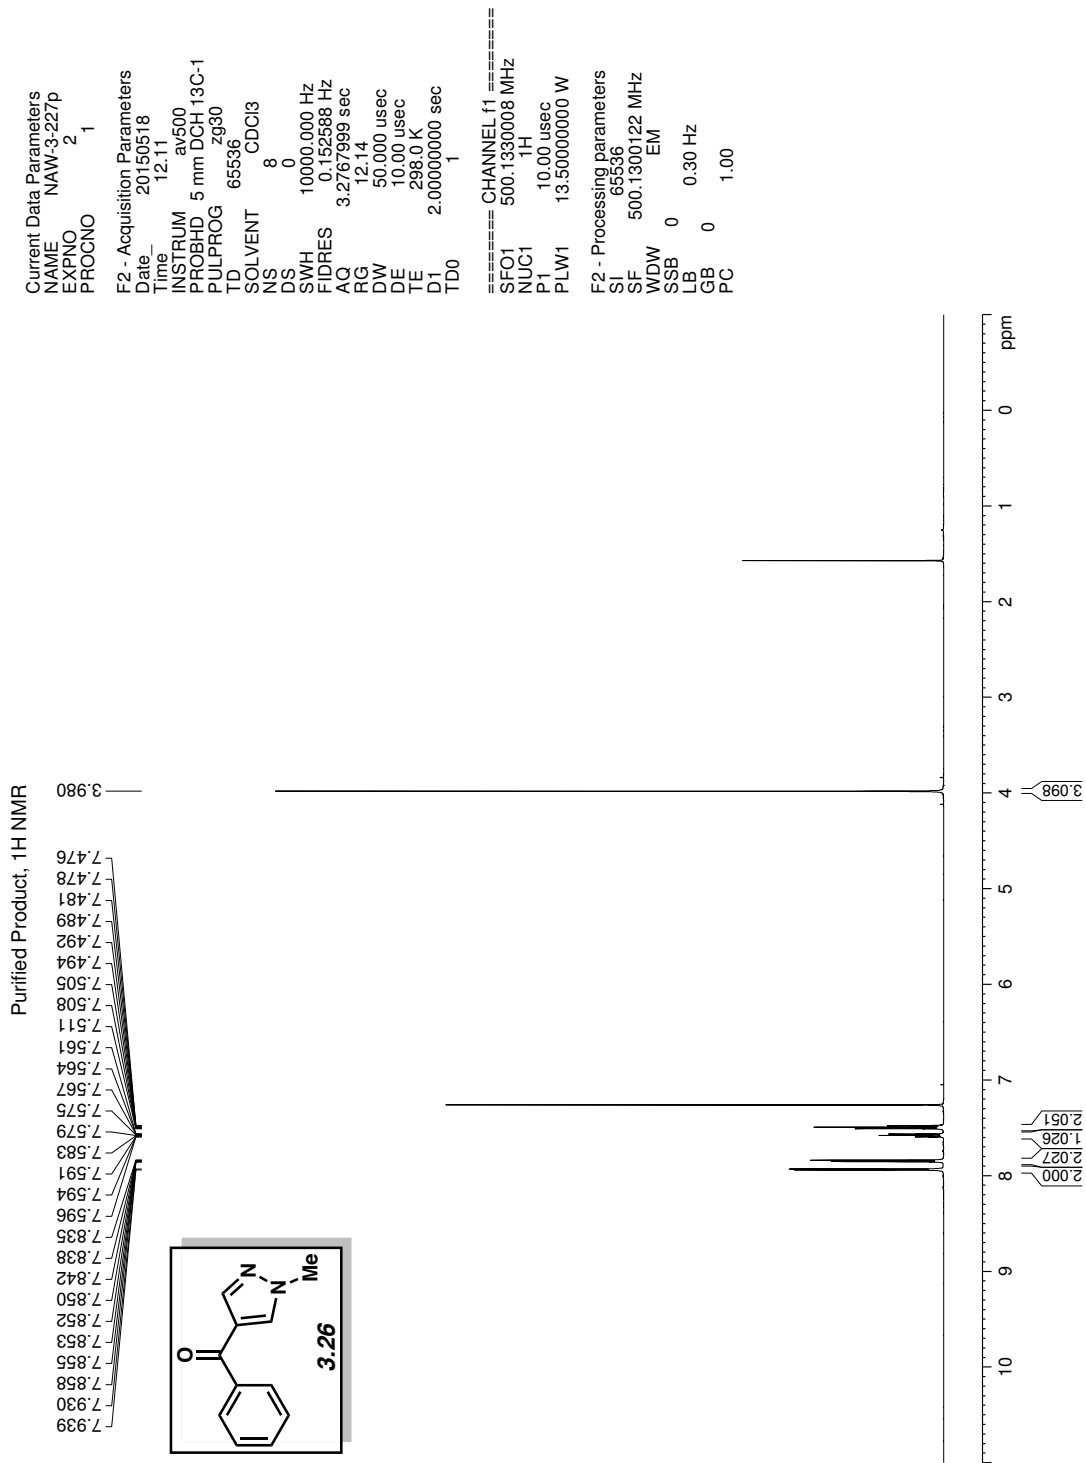 Purified Product, 1H NMR
7.939
7.930
7.858
7.855
7.853
7.852
7.850
7.842
7.838
7.835
7.596
7.594
7.591
7.583
7.579
7.575
7.567
7.564
7.561
7.511
7.508
7.505
7.494
7.492
7.489
7.481
7.478
7.476
3.980
O
N
N
Me
3.26
Current Data Parameters
NAME NAW-3-227p
EXPNO 2
PROCNO 1
F2 - Acquisition Parameters
Date_ 20150518
Time 12.11
INSTRUM av500
PROBHD 5 mm DCH 13C-1
PULPROG zg30
TD 65536
SOLVENT CDCl3
NS 8
DS 0
SWH 10000.000 Hz
FIDRES 0.152588 Hz
AQ 3.2767999 sec
RG 12.14
DW 50.000 usec
DE 10.00 usec
TE 298.0 K
D1 2.00000000 sec
TD0 1
======== CHANNEL f1 ========
SFO1 500.1330008 MHz
NUC1 1H
P1 10.00 usec
PLW1 13.50000000 W
F2 - Processing parameters
SI 65536
SF 500.1300122 MHz
WDW EM
SSB 0
LB 0.30 Hz
GB 0
PC 1.00
10 9 8 7 6 5 4 3 2 1 0 ppm
2.000
2.027
1.026
2.051
3.098